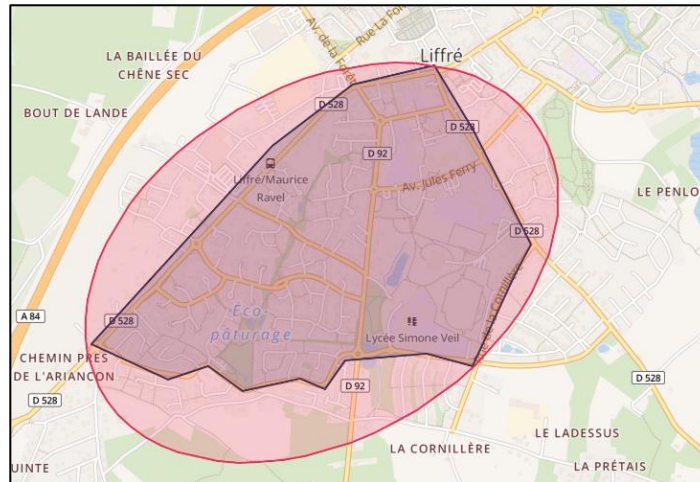 Rue La Fo
Av. de la Forêt
Liffré
LA BAILLÉE DU
CHÊNE SEC
BOUT DE LANDE
D 528
D 92
Liffré/Maurice
Ravel
Av. Jules Ferry
LE PENLO
D 528
A 84
D 528
Éco-
pâturage
Lycée Simone Veil
Rue de la Cornillère
CHEMIN PRES
DE L'ARIANCON
D 528
D 92
D 528
LA CORNILLÈRE
LE LADESSUS
UINTE
LA PRÉTAIS